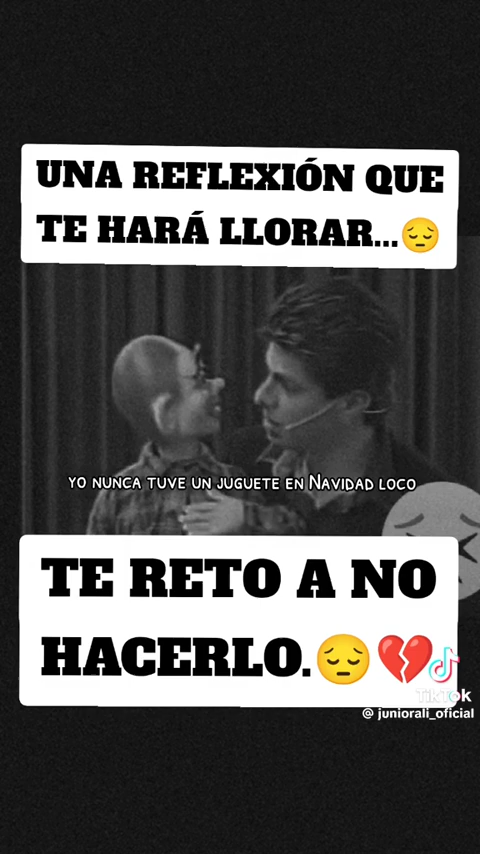 UNA REFLEXIÓN QUE
TE HARÁ LLORAR...😔
YO NUNCA TUVE UN JUGUETE EN NAVIDAD LOCO
TE RETO A NO
HACERLO.😔💔
TikTok
@ juniorali_oficial